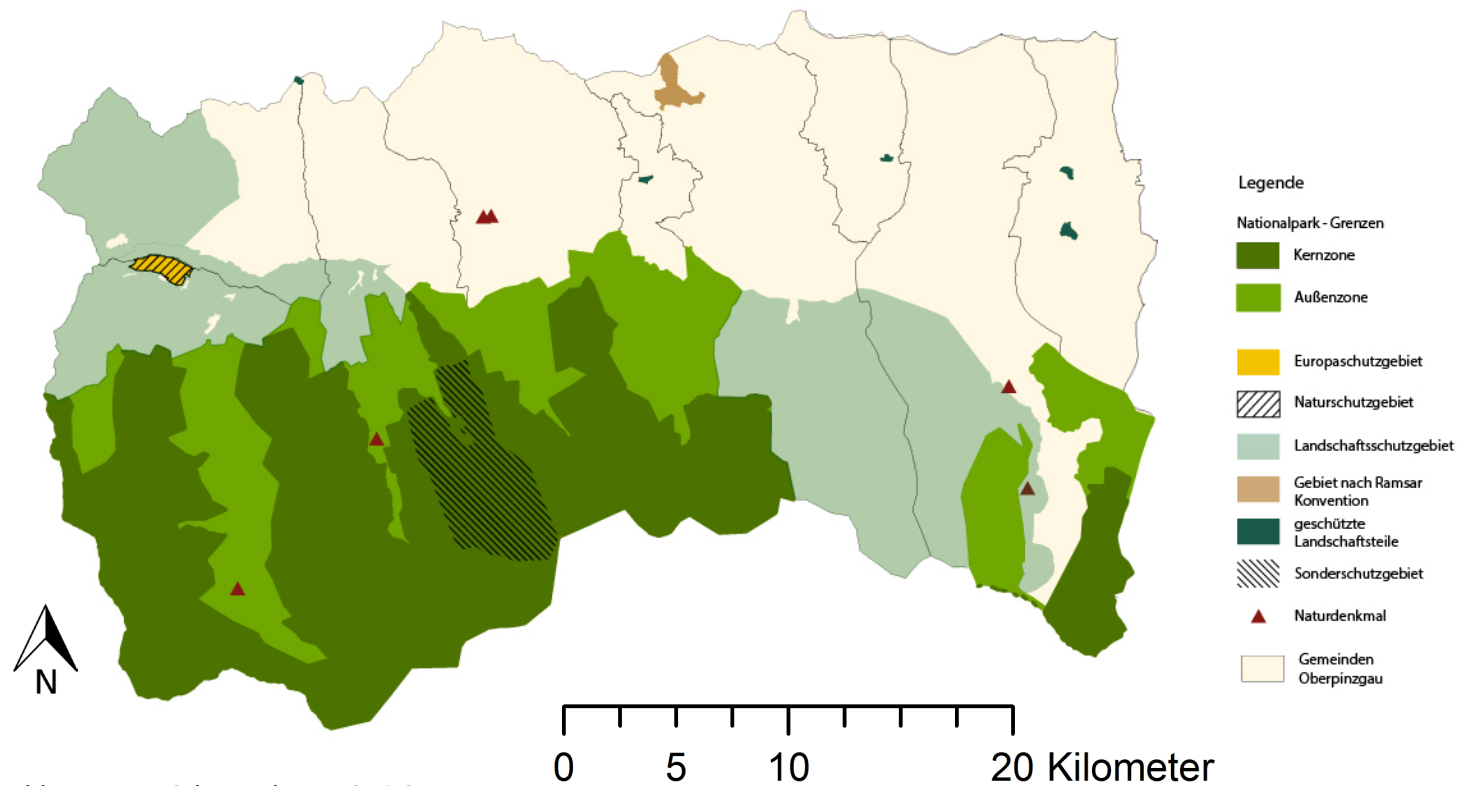 Legende
Nationalpark - Grenzen
Kernzone
Außenzone
Europaschutzgebiet
Naturschutzgebiet
Landschaftsschutzgebiet
Gebiet nach Ramsar
Konvention
geschützte
Landschaftsteile
Sonderschutzgebiet
Naturdenkmal
Gemeinden
Oberpinzgau
N
0 5 10 20 Kilometer